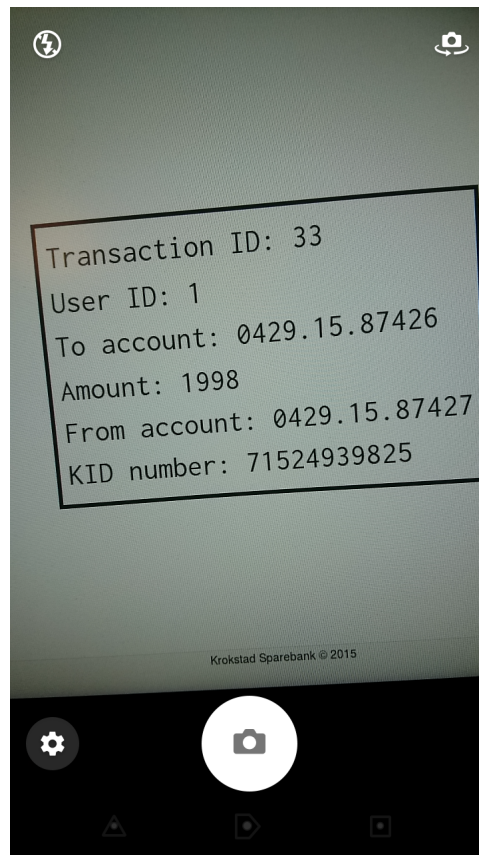 Transaction ID: 33
User ID: 1
To account: 0429.15.87426
Amount: 1998
From account: 0429.15.87427
KID number: 71524939825
Krokstad Sparebank © 2015